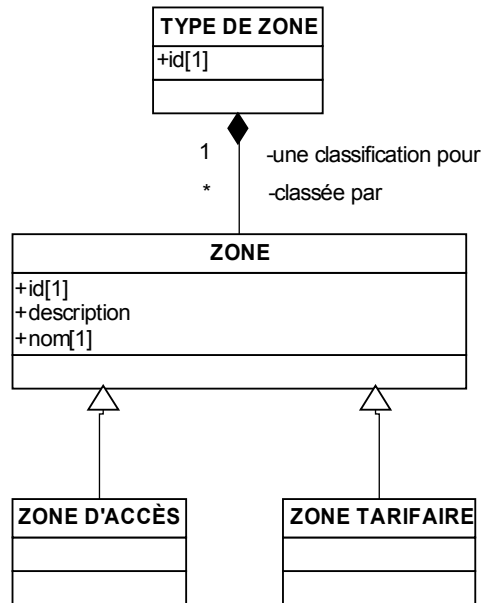 TYPE DE ZONE
+id[1]
1 -une classification pour
* -classée par
ZONE
+id[1]
+description
+nom[1]
ZONE D'ACCÈS
ZONE TARIFAIRE